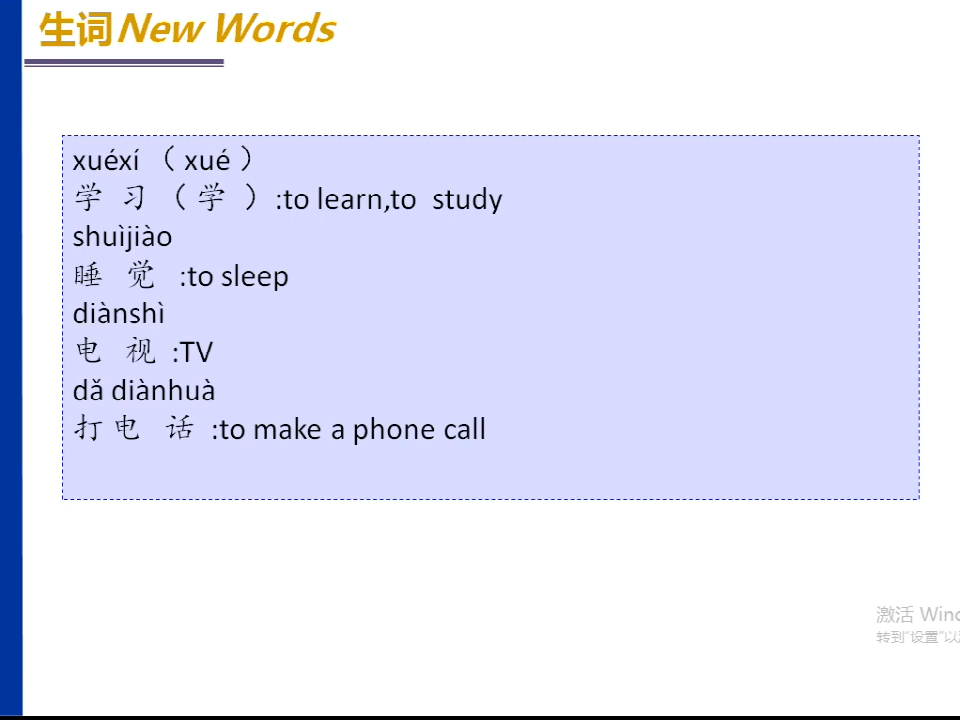 生词New Words
xuéxí （ xué ）
学 习 （ 学 ）:to learn,to study
shuìjiào
睡 觉 :to sleep
diànshì
电 视 :TV
dǎ diànhuà
打 电 话 :to make a phone call
激活 Winc
转到"设置"以